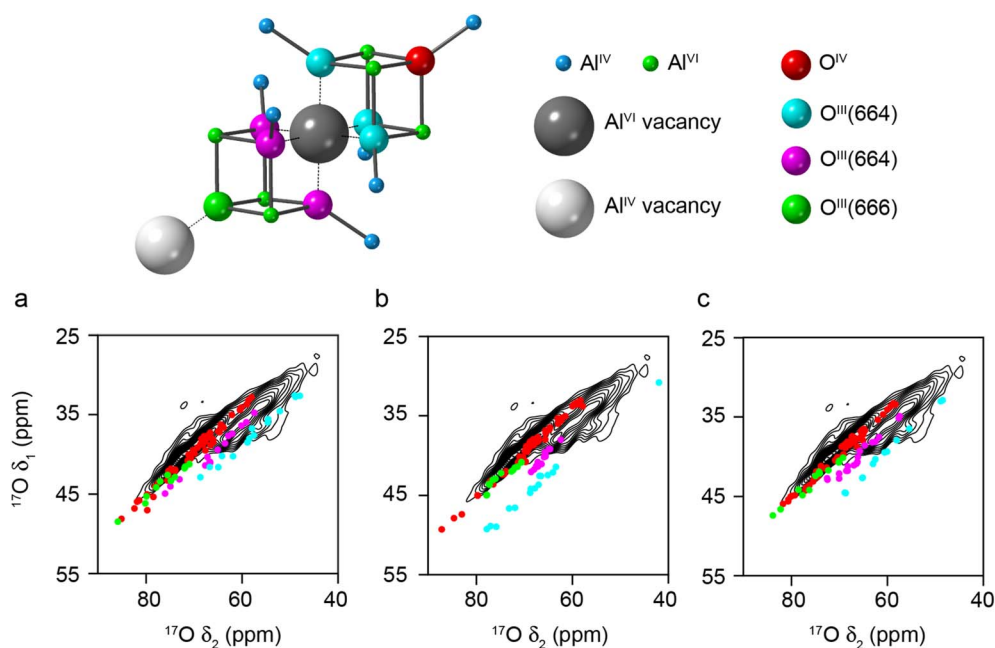 Al^IV Al^VI O^IV
O^III(664)
Al^VI vacancy
O^III(664)
Al^IV vacancy
O^III(666)
a b c
25 25 25
35 35 35
45 45 45
55 55 55
17O δ1 (ppm)
80 60 40 80 60 40 80 60 40
17O δ2 (ppm) 17O δ2 (ppm) 17O δ2 (ppm)